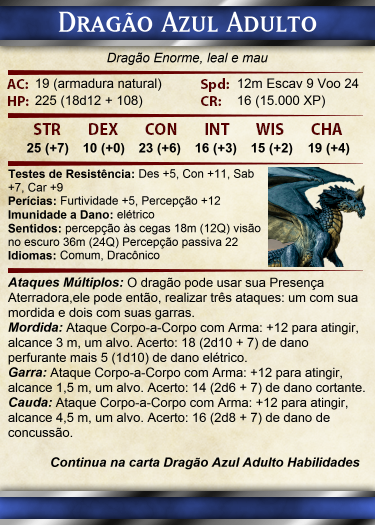 Dragão Azul Adulto
Dragão Enorme, leal e mau
AC: 19 (armadura natural) Spd: 12m Escav 9 Voo 24
HP: 225 (18d12 + 108) CR: 16 (15.000 XP)
STR DEX CON INT WIS CHA
25 (+7) 10 (+0) 23 (+6) 16 (+3) 15 (+2) 19 (+4)
Testes de Resistência: Des +5, Con +11, Sab
+7, Car +9
Perícias: Furtividade +5, Percepção +12
Imunidade a Dano: elétrico
Sentidos: percepção às cegas 18m (12Q) visão
no escuro 36m (24Q) Percepção passiva 22
Idiomas: Comum, Dracônico
Ataques Múltiplos: O dragão pode usar sua Presença
Aterradora,ele pode então, realizar três ataques: um com sua
mordida e dois com suas garras.
Mordida: Ataque Corpo-a-Corpo com Arma: +12 para atingir,
alcance 3 m, um alvo. Acerto: 18 (2d10 + 7) de dano
perfurante mais 5 (1d10) de dano elétrico.
Garra: Ataque Corpo-a-Corpo com Arma: +12 para atingir,
alcance 1,5 m, um alvo. Acerto: 14 (2d6 + 7) de dano cortante.
Cauda: Ataque Corpo-a-Corpo com Arma: +12 para atingir,
alcance 4,5 m, um alvo. Acerto: 16 (2d8 + 7) de dano de
concussão.
Continua na carta Dragão Azul Adulto Habilidades